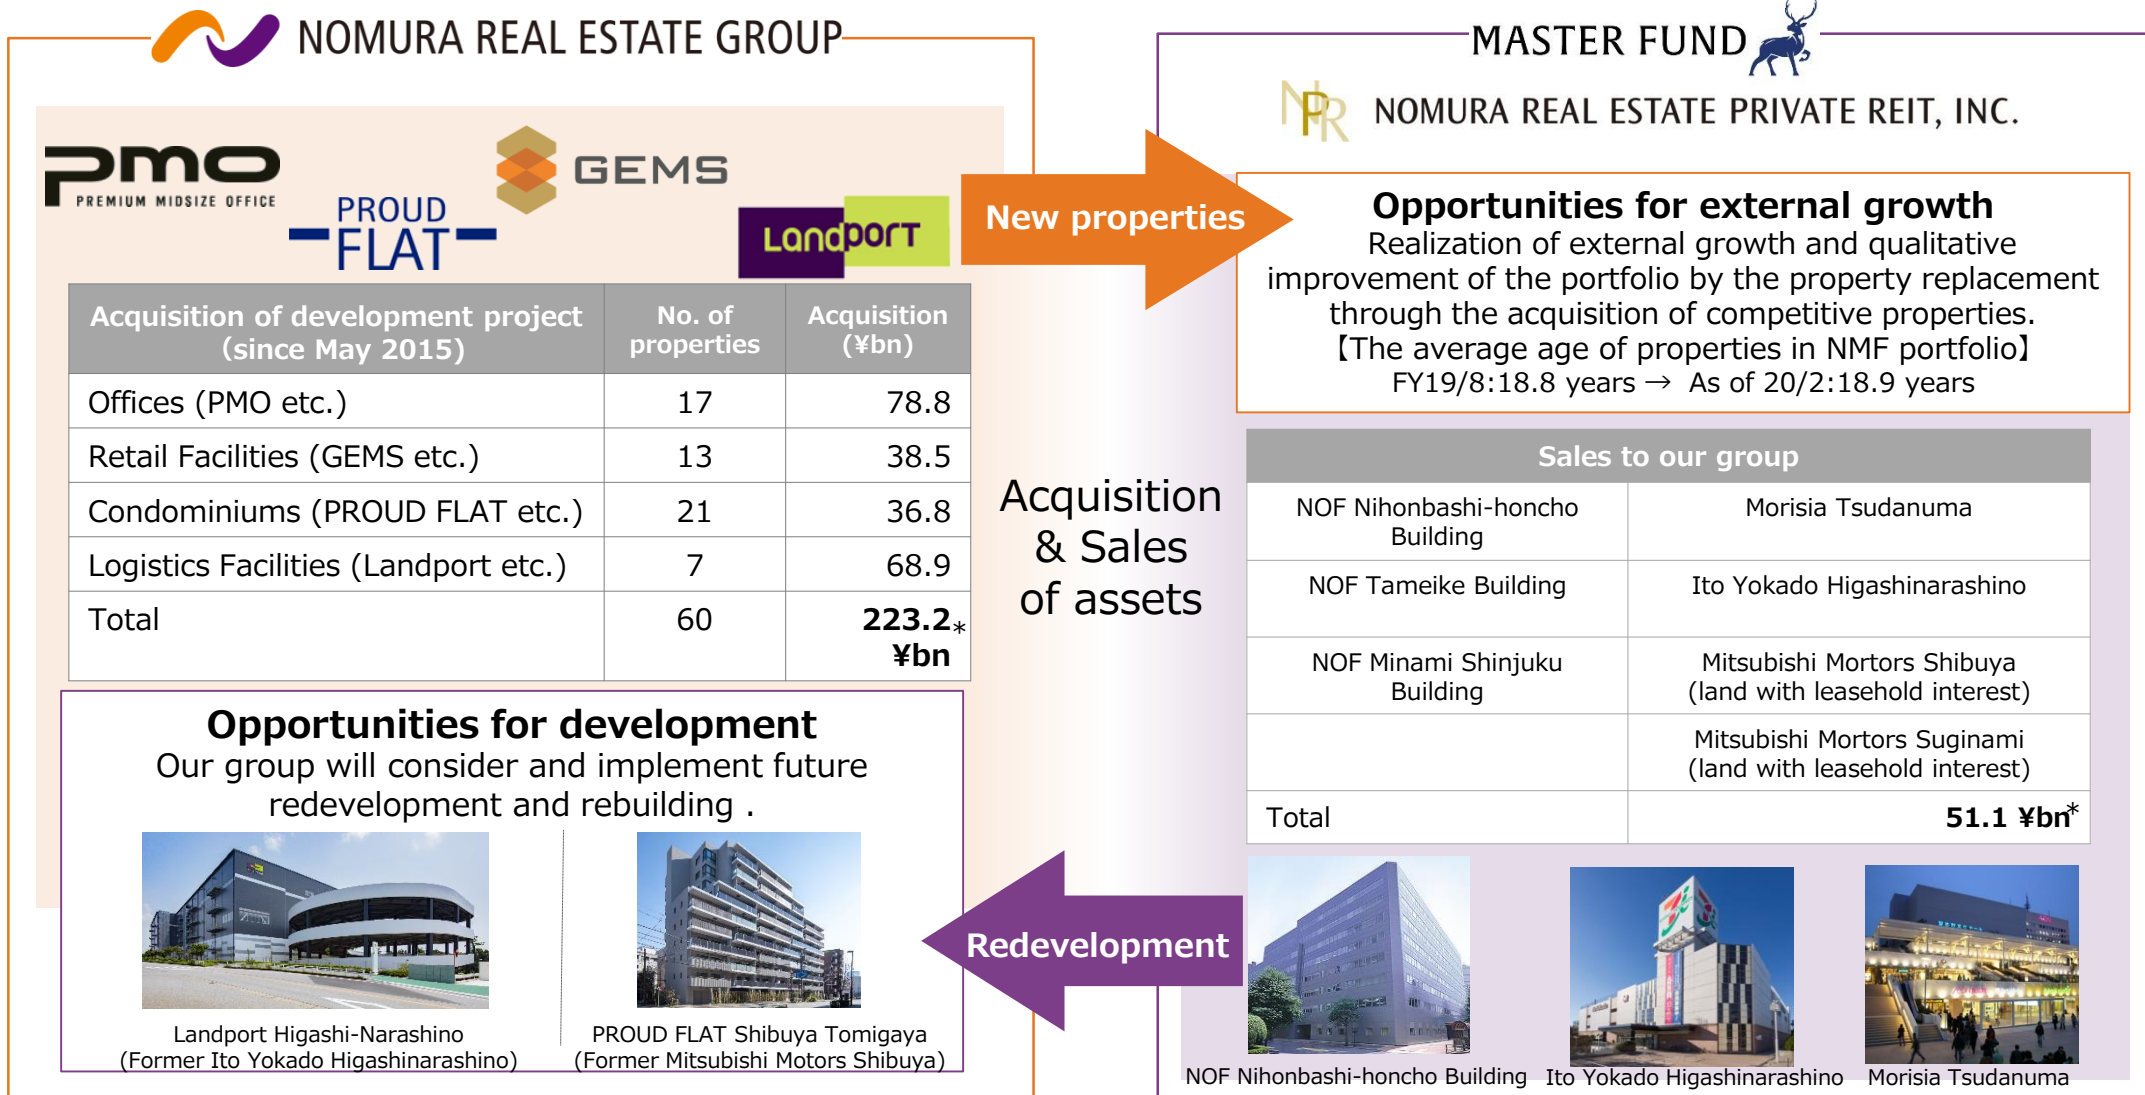 NOMURA REAL ESTATE GROUP
PMO
PREMIUM MIDSIZE OFFICE
PROUD
FLAT
GEMS
Landport
Acquisition of development project
(since May 2015)
No. of
properties
Acquisition
(¥bn)
Offices (PMO etc.) 17 78.8
Retail Facilities (GEMS etc.) 13 38.5
Condominiums (PROUD FLAT etc.) 21 36.8
Logistics Facilities (Landport etc.) 7 68.9
Total 60 223.2*
¥bn
Opportunities for development
Our group will consider and implement future
redevelopment and rebuilding .
Landport Higashi-Narashino
(Former Ito Yokado Higashinarashino)
PROUD FLAT Shibuya Tomigaya
(Former Mitsubishi Motors Shibuya)
New properties
Acquisition
& Sales
of assets
Redevelopment
MASTER FUND
NPR
NOMURA REAL ESTATE PRIVATE REIT, INC.
Opportunities for external growth
Realization of external growth and qualitative
improvement of the portfolio by the property replacement
through the acquisition of competitive properties.
【The average age of properties in NMF portfolio】
FY19/8:18.8 years → As of 20/2:18.9 years
Sales to our group
NOF Nihonbashi-honcho
Building
Morisia Tsudanuma
NOF Tameike Building
Ito Yokado Higashinarashino
NOF Minami Shinjuku
Building
Mitsubishi Mortors Shibuya
(land with leasehold interest)
Mitsubishi Mortors Suginami
(land with leasehold interest)
Total 51.1 ¥bn*
NOF Nihonbashi-honcho Building
Ito Yokado Higashinarashino
Morisia Tsudanuma